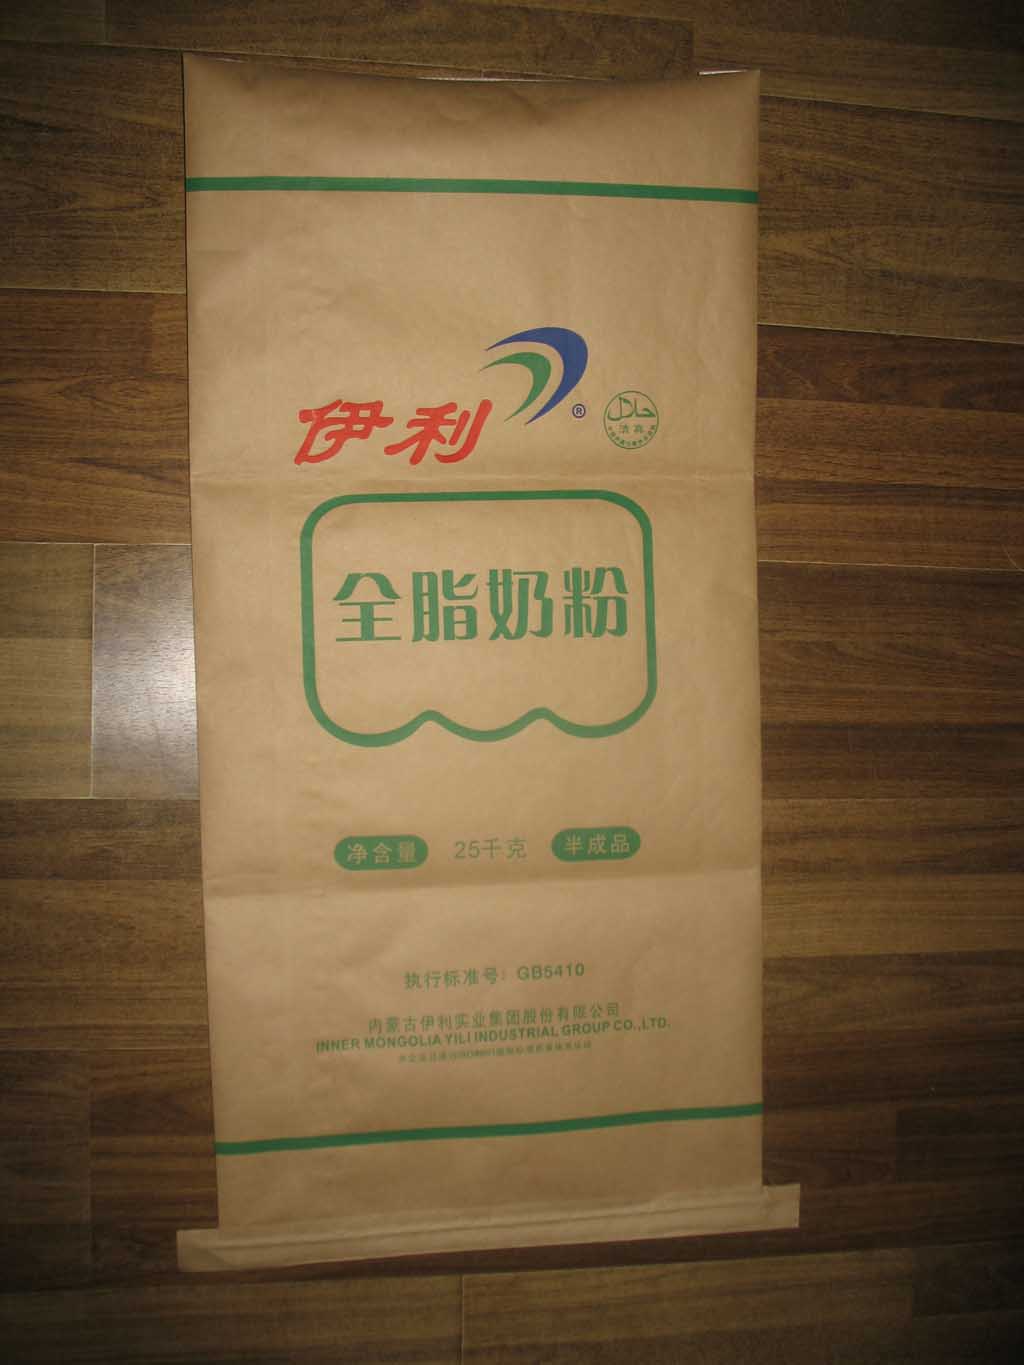 伊利®
حلال
清真
全脂奶粉
净含量 25千克 半成品
执行标准号: GB5410
内蒙古伊利实业集团股份有限公司
INNER MONGOLIA YILI INDUSTRIAL GROUP CO.,LTD.